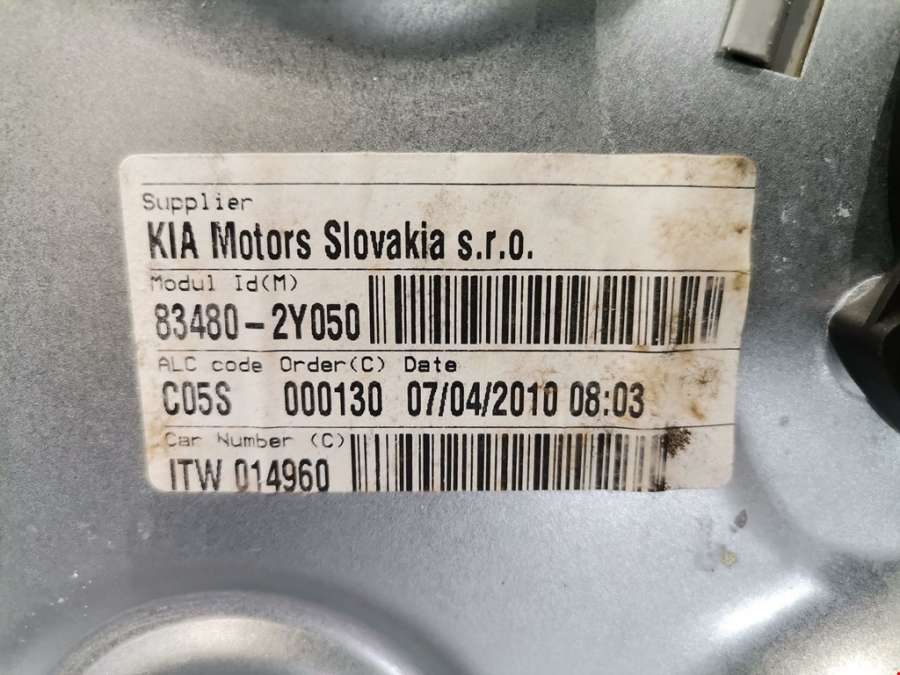 Supplier
KIA Motors Slovakia s.r.o.
Modul Id(M)
83480-2Y050
ALC code Order(C) Date
C05S 000130 07/04/2010 08:03
Car Number (C)
ITW 014960